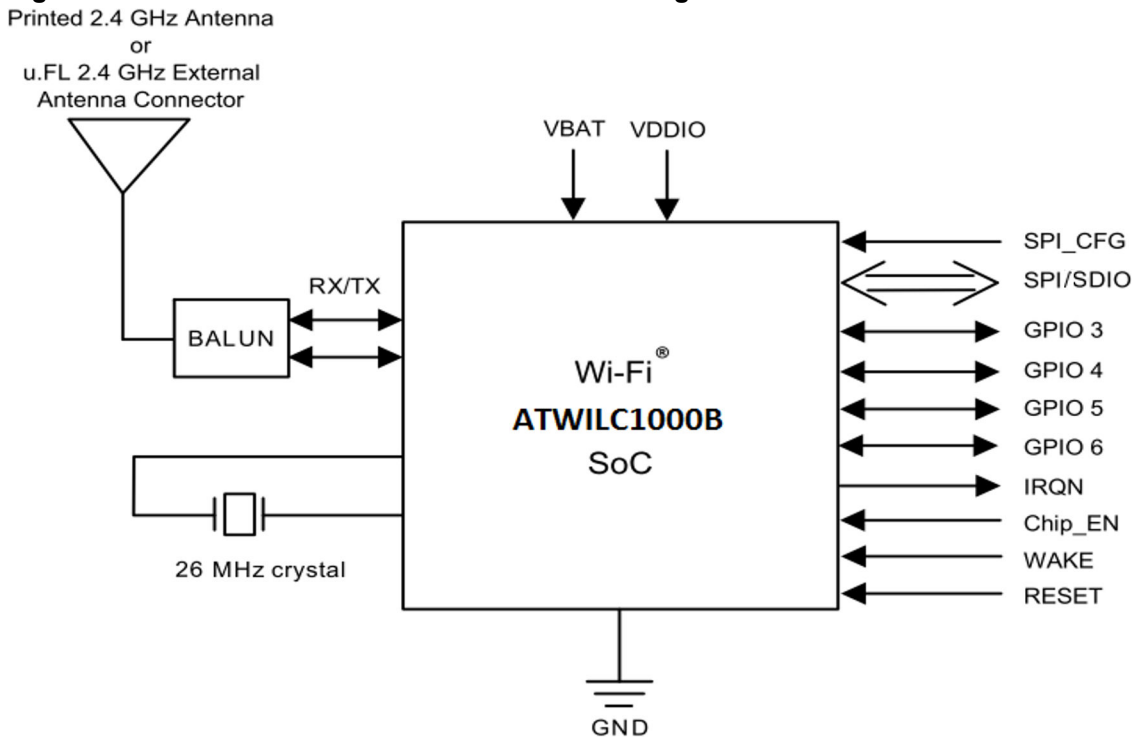 Printed 2.4 GHz Antenna
or
u.FL 2.4 GHz External
Antenna Connector
VBAT
VDDIO
SPI_CFG
SPI/SDIO
RX/TX
GPIO 3
BALUN
GPIO 4
Wi-Fi®
GPIO 5
ATWILC1000B
GPIO 6
SoC
IRQN
Chip_EN
WAKE
26 MHz crystal
RESET
GND